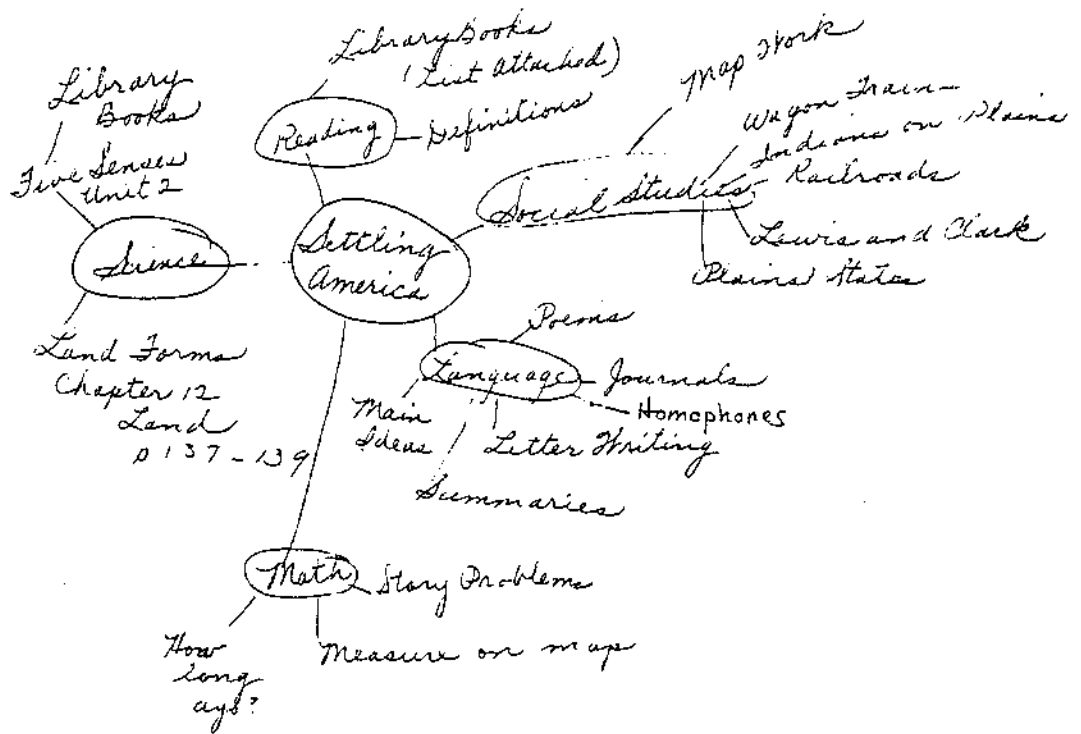 Library Books
(List Attached)
Map Work
Library
Books
Reading
Definitions
Wagon Train
Indians on Plains
Railroads
Five Senses
Unit 2
Social Studies
Lewis and Clark
Plains States
Science
Settling
America
Poems
Land Forms
Chapter 12
Land
p 137-139
Language
Journals
Homophones
Main
Ideas
Letter Writing
Summaries
Math
Story Problems
How
long
ago?
Measure on map